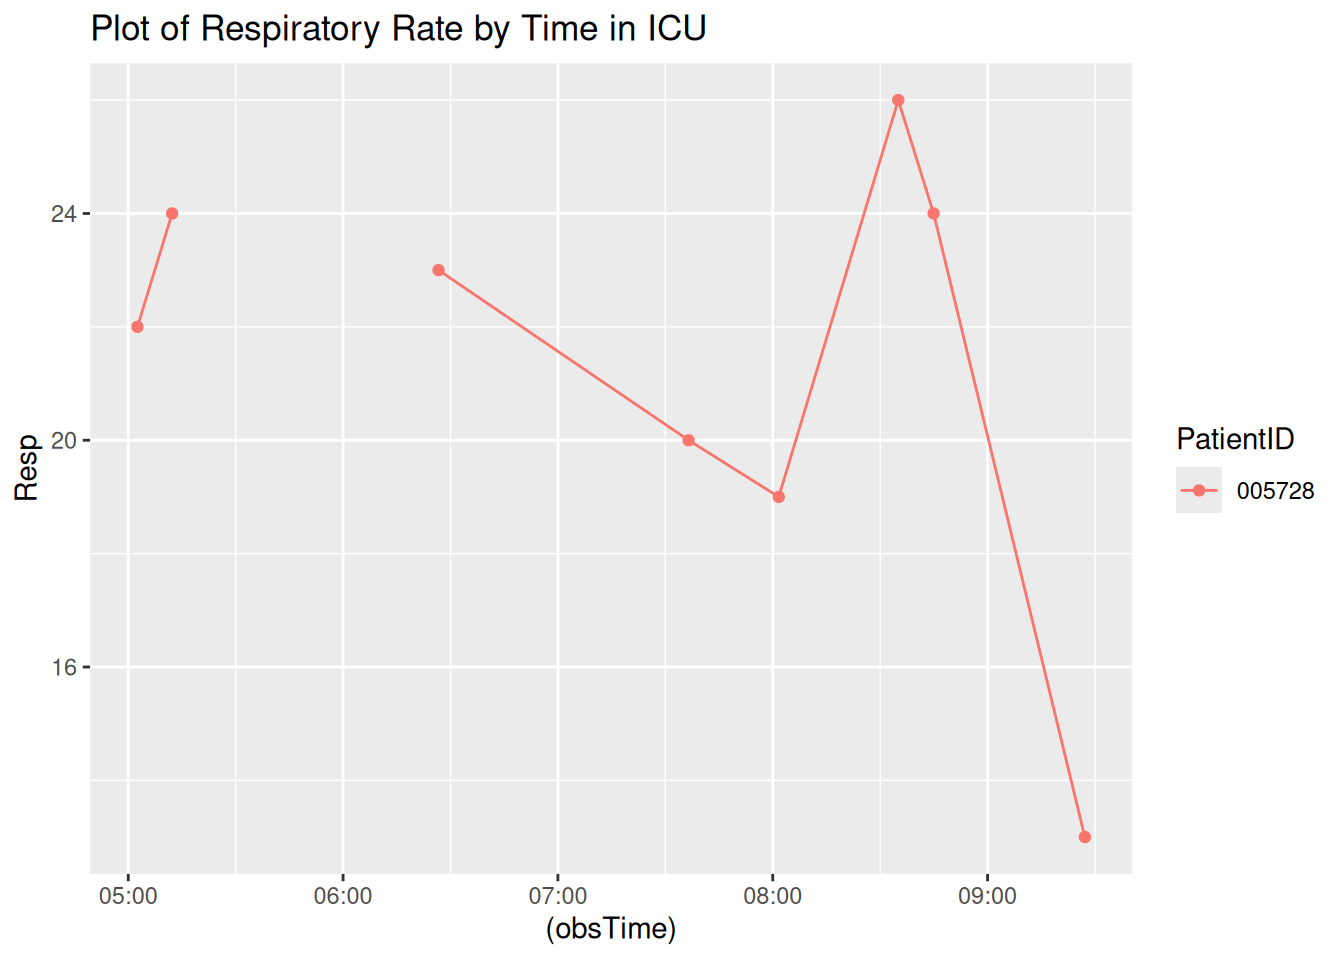 Plot of Respiratory Rate by Time in ICU
Resp
24
20
16
05:00 06:00 07:00 08:00 09:00
(obsTime)
PatientID
005728